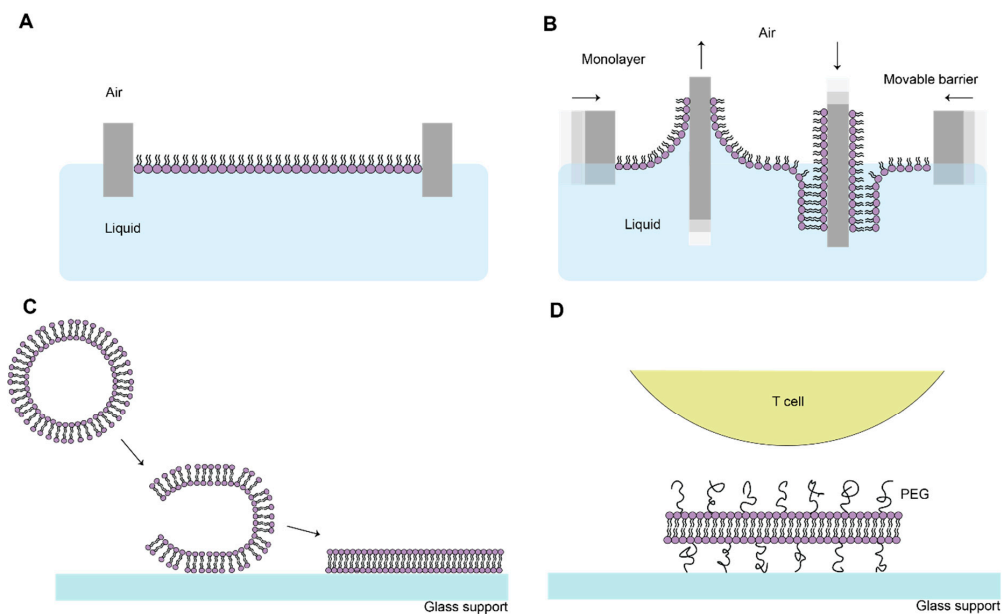 A
Air
Liquid
B
Air
Monolayer
Movable barrier
Liquid
C
Glass support
D
T cell
PEG
Glass support